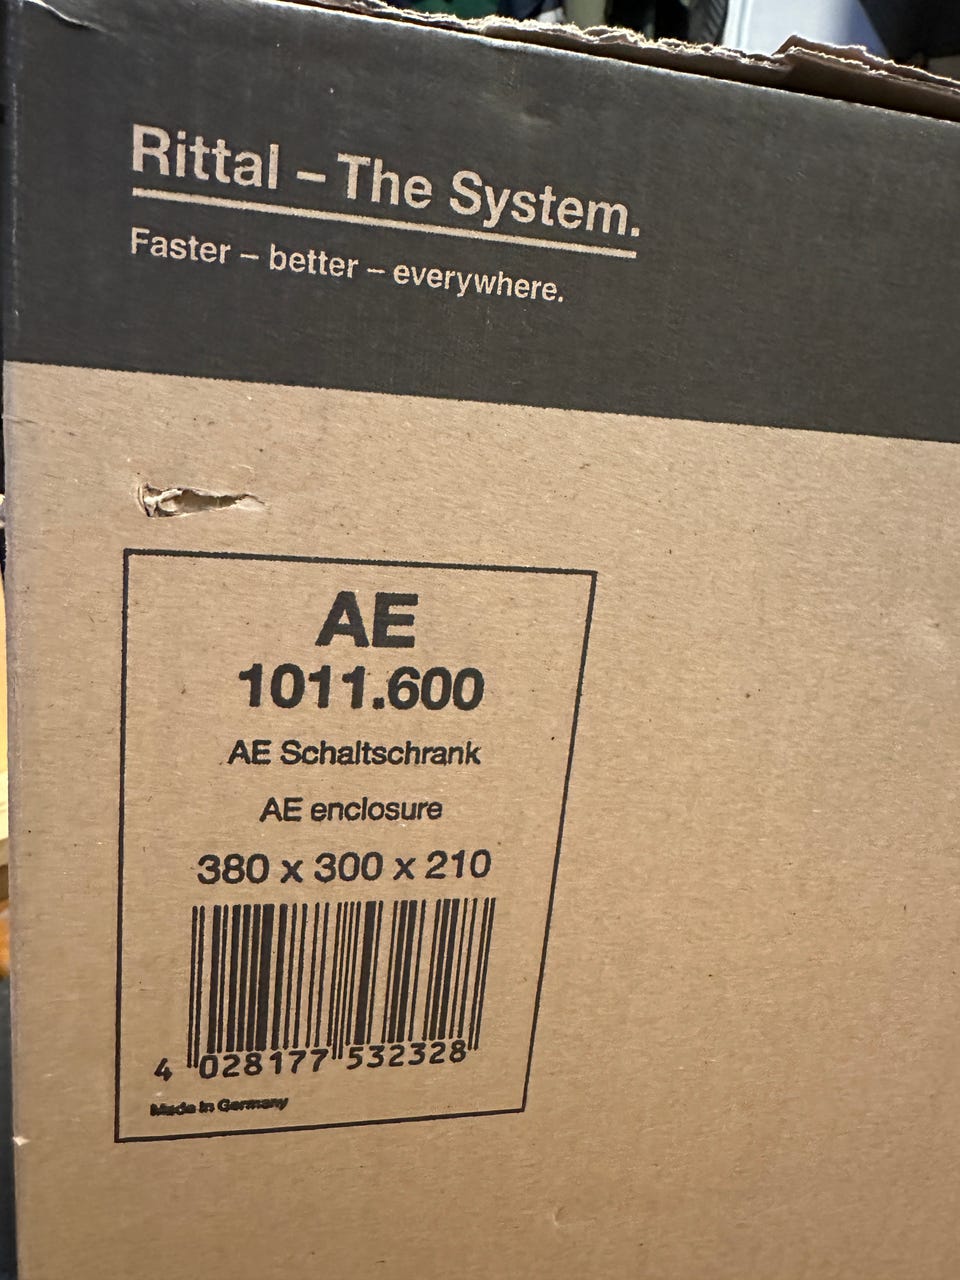 Rittal – The System.
Faster – better – everywhere.
AE
1011.600
AE Schaltschrank
AE enclosure
380 x 300 x 210
4 028177 532328
Made in Germany